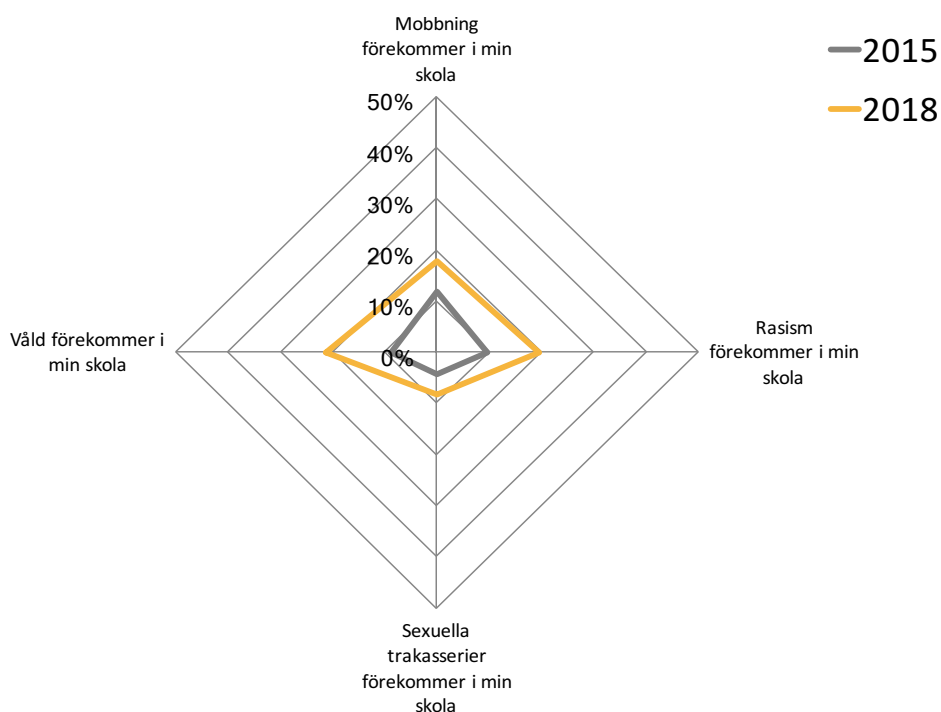 Mobbning
förekommer i min
skola
2015
2018
50%
40%
30%
20%
10%
0%
Våld förekommer i
min skola
Rasism
förekommer i min
skola
Sexuella
trakasserier
förekommer i min
skola